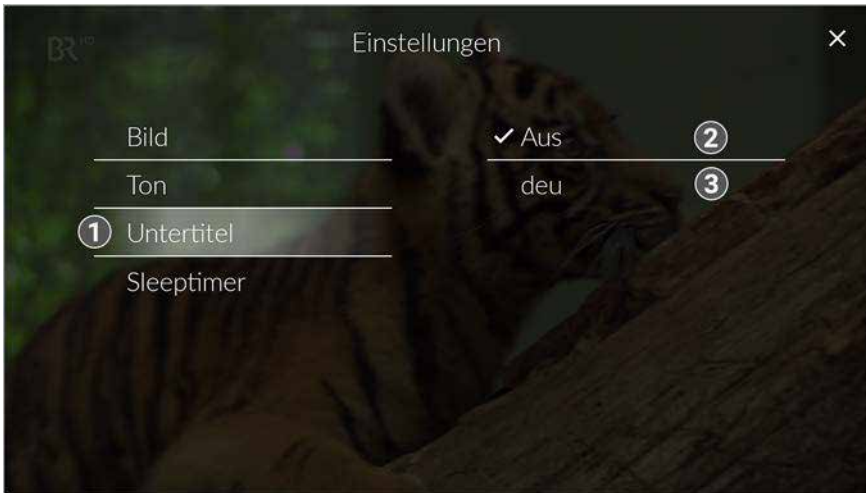 BR HD
Einstellungen
Bild
Ton
1 Untertitel
Sleeptimer
✓ Aus 2
deu 3